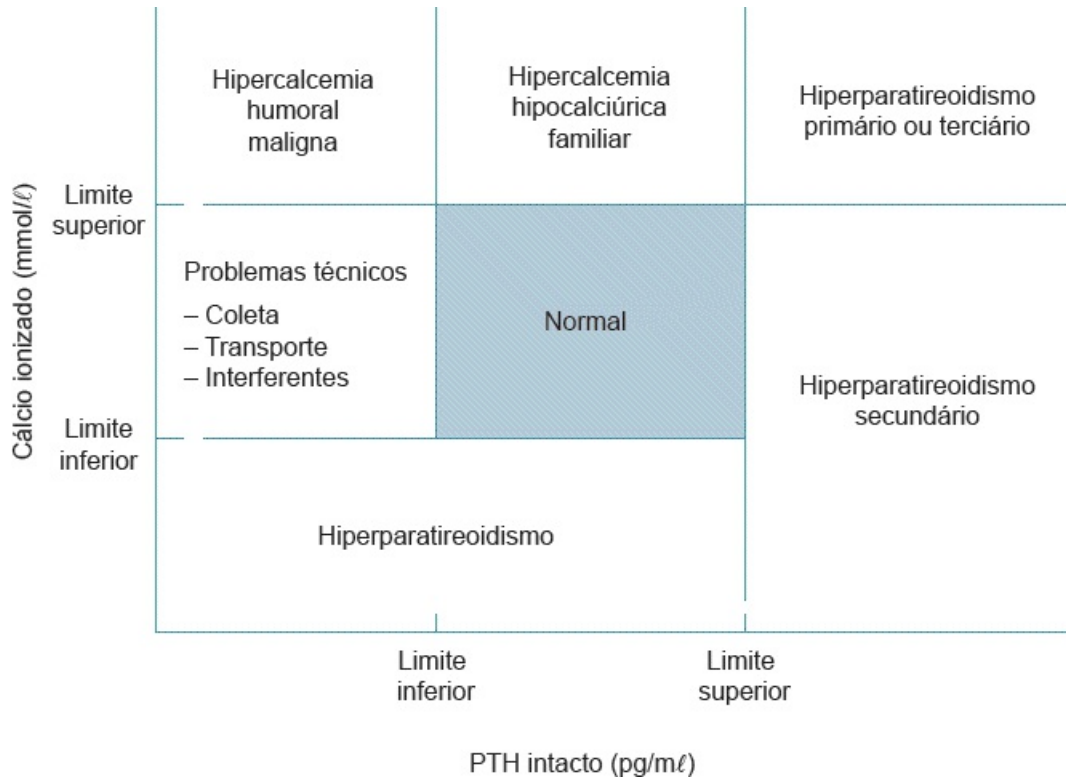 Hipercalcemia
humoral
maligna
Hipercalcemia
hipocalciúrica
familiar
Hiperparatireoidismo
primário ou terciário
Cálcio ionizado (mmol/ℓ)
Limite
superior
Problemas técnicos
– Coleta
– Transporte
– Interferentes
Normal
Hiperparatireoidismo
secundário
Limite
inferior
Hiperparatireoidismo
Limite
inferior
Limite
superior
PTH intacto (pg/mℓ)